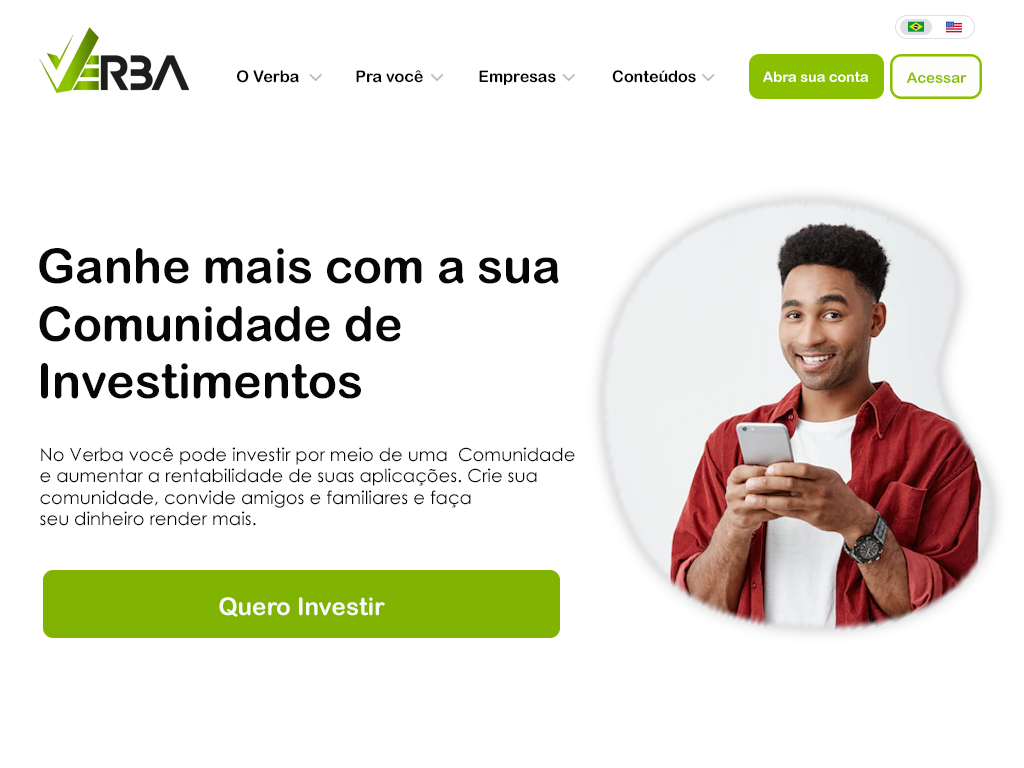 VERBA
O Verba
Pra você
Empresas
Conteúdos
Abra sua conta
Acessar
Ganhe mais com a sua
Comunidade de
Investimentos
No Verba você pode investir por meio de uma  Comunidade
e aumentar a rentabilidade de suas aplicações. Crie sua
comunidade, convide amigos e familiares e faça
seu dinheiro render mais.
Quero Investir